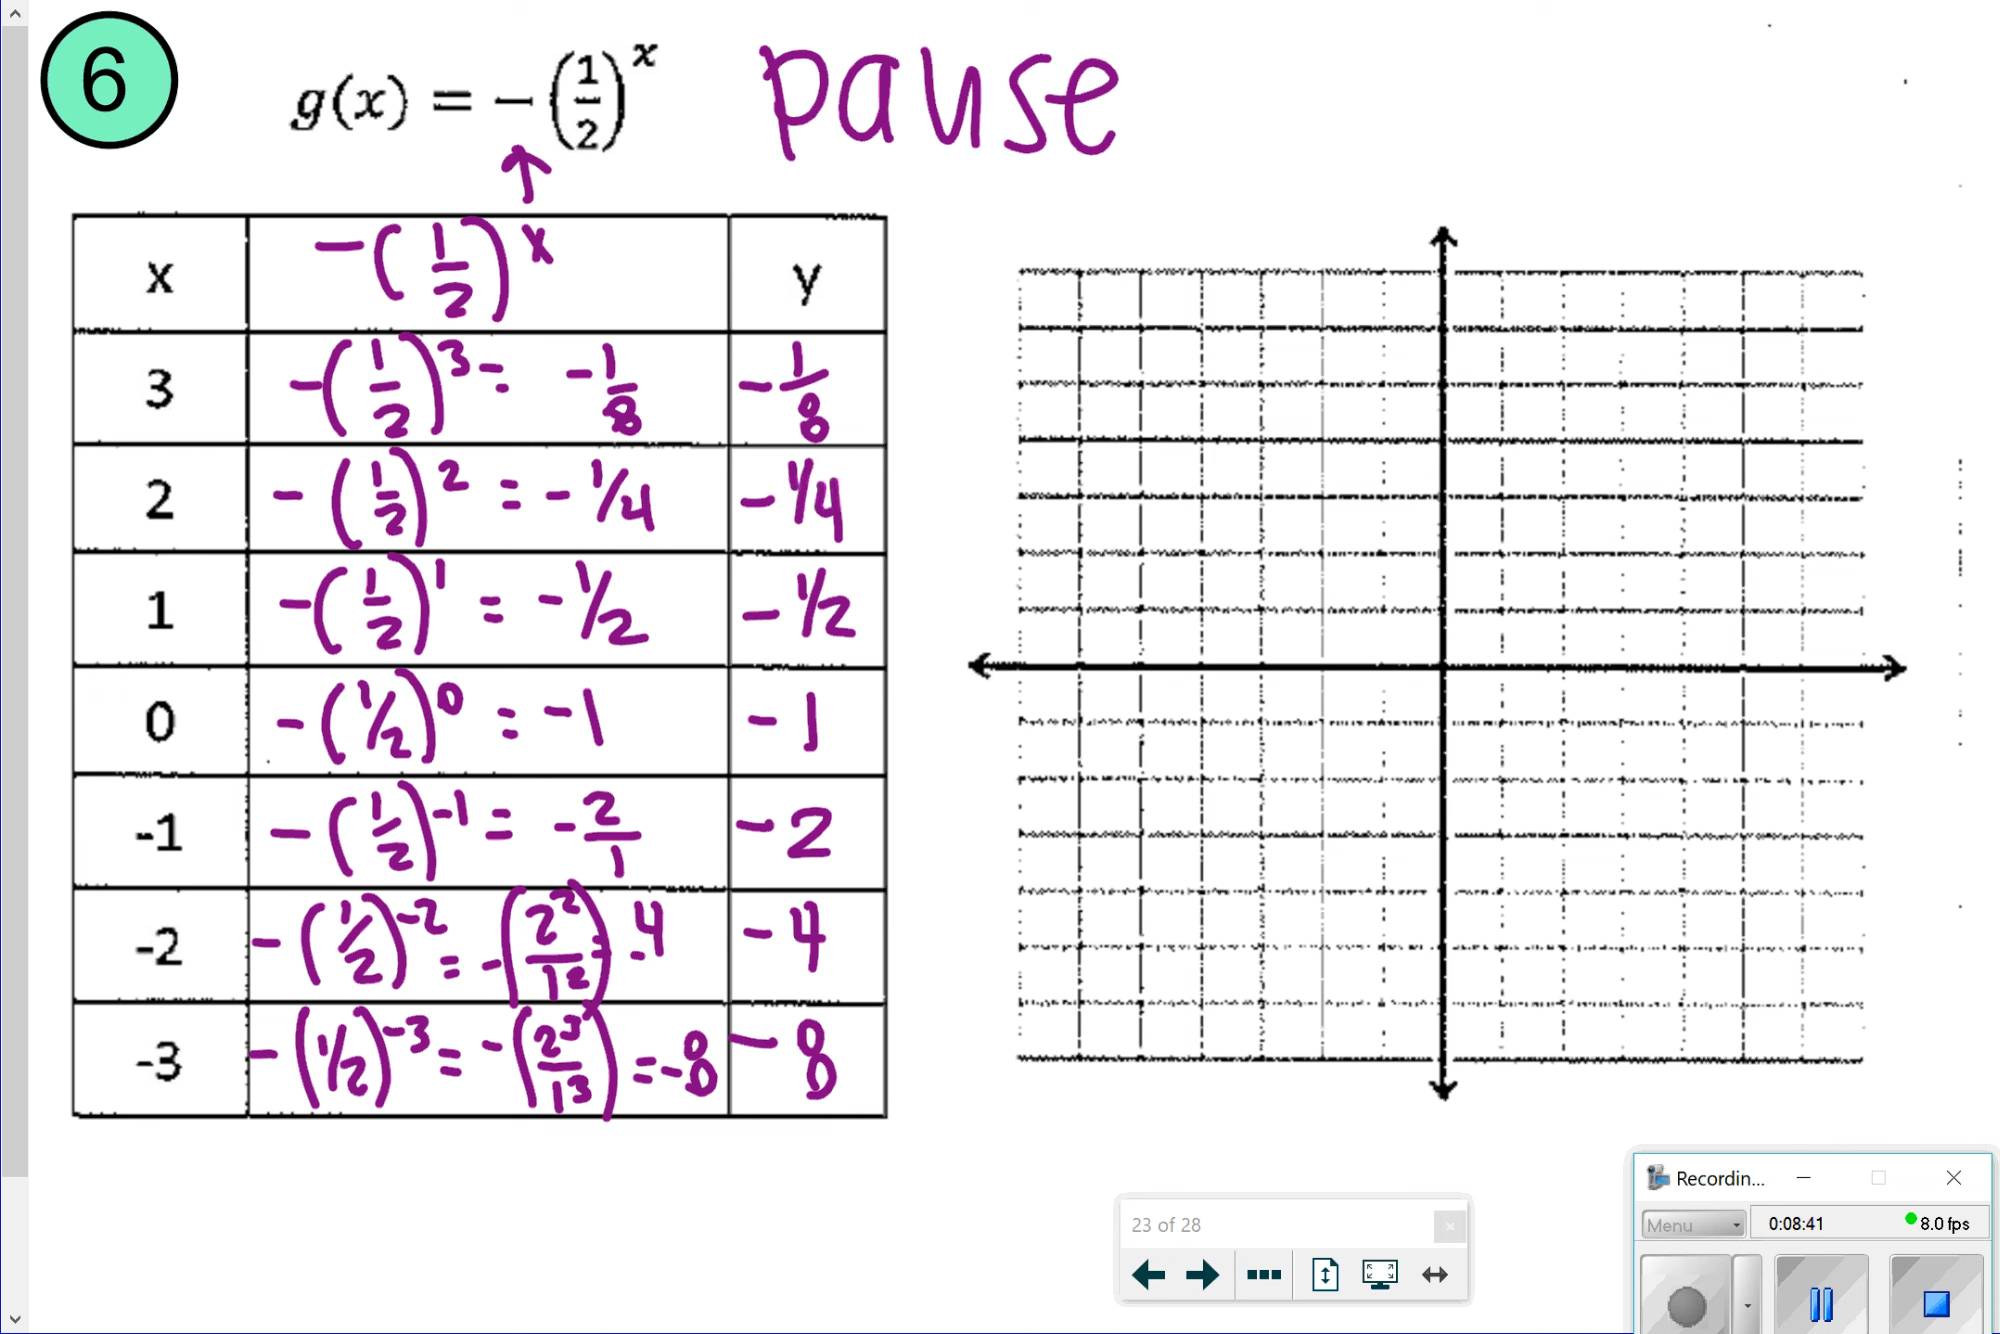 6 g(x) = -(1/2)^x pause
x -(1/2)^x y
3 -(1/2)^3 = -1/8 -1/8
2 -(1/2)^2 = -1/4 -1/4
1 -(1/2)^1 = -1/2 -1/2
0 -(1/2)^0 = -1 -1
-1 -(1/2)^-1 = -2/1 -2
-2 -(1/2)^-2 = -(2^2/1^2) = -4 -4
-3 -(1/2)^-3 = -(2^3/1^3) = -8 -8
23 of 28
Recordin...
Menu 0:08:41 8.0 fps